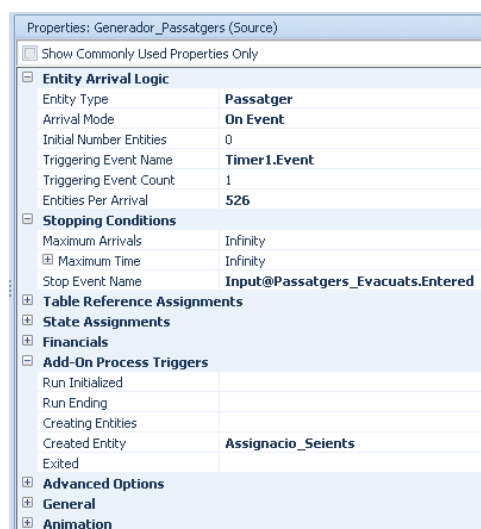 Properties: Generador_Passatgers (Source)
Show Commonly Used Properties Only
Entity Arrival Logic
Entity Type Passatger
Arrival Mode On Event
Initial Number Entities 0
Triggering Event Name Timer1.Event
Triggering Event Count 1
Entities Per Arrival 526
Stopping Conditions
Maximum Arrivals Infinity
Maximum Time Infinity
Stop Event Name Input@Passatgers_Evacuats.Entered
Table Reference Assignments
State Assignments
Financials
Add-On Process Triggers
Run Initialized
Run Ending
Creating Entities
Created Entity Assignacio_Seients
Exited
Advanced Options
General
Animation